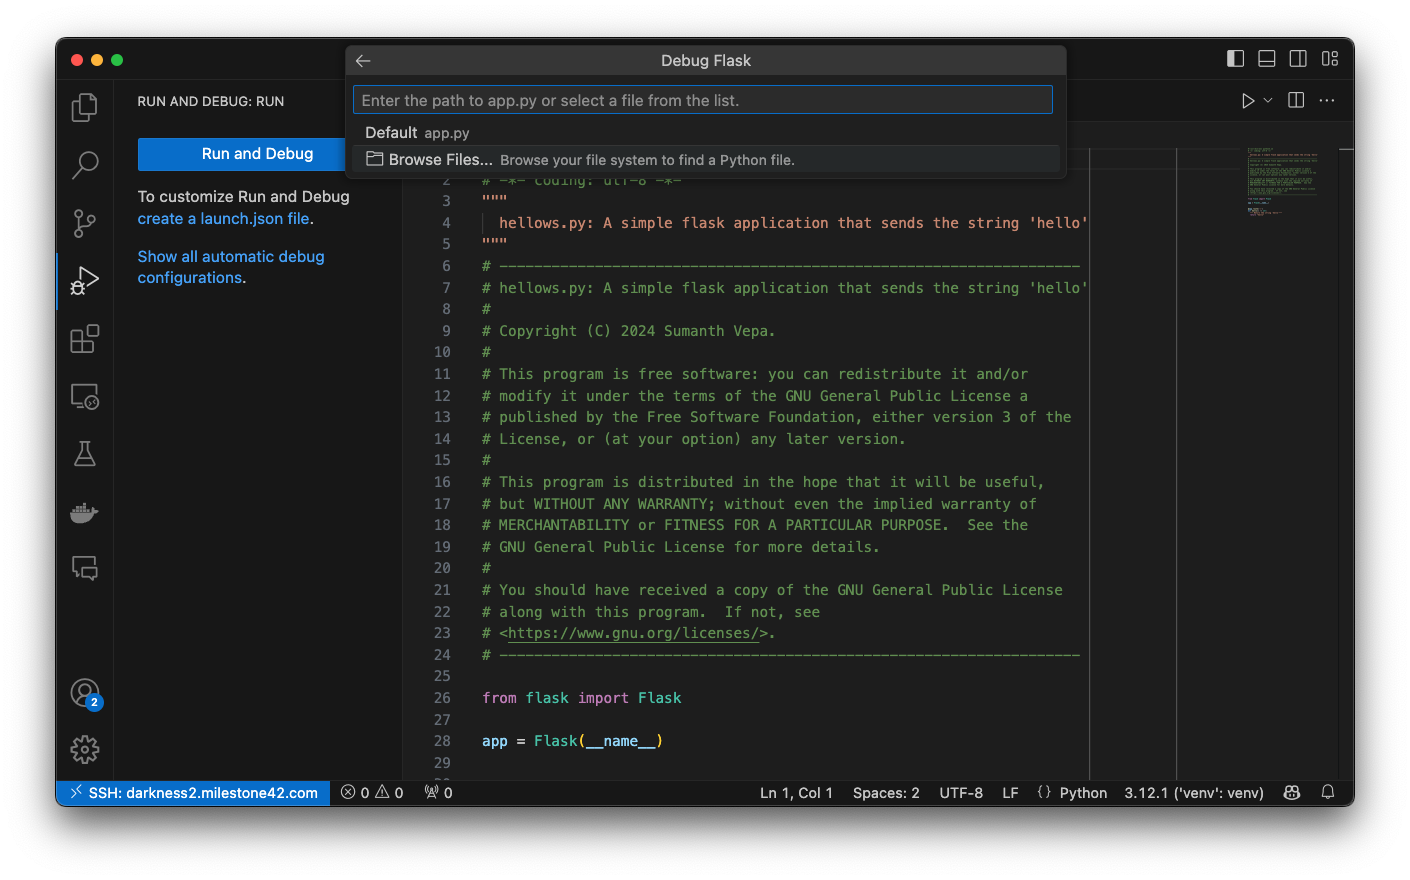 Debug Flask
Enter the path to app.py or select a file from the list.
Default app.py
Browse Files... Browse your file system to find a Python file.
RUN AND DEBUG: RUN
Run and Debug
To customize Run and Debug
create a launch.json file.
Show all automatic debug
configurations.
2 # -*- coding: utf-8 -*-
3 """
4 hellows.py: A simple flask application that sends the string 'hello'
5 """
6 # -------------------------------------------------------------------
7 # hellows.py: A simple flask application that sends the string 'hello'
8 #
9 # Copyright (C) 2024 Sumanth Vepa.
10 #
11 # This program is free software: you can redistribute it and/or
12 # modify it under the terms of the GNU General Public License a
13 # published by the Free Software Foundation, either version 3 of the
14 # License, or (at your option) any later version.
15 #
16 # This program is distributed in the hope that it will be useful,
17 # but WITHOUT ANY WARRANTY; without even the implied warranty of
18 # MERCHANTABILITY or FITNESS FOR A PARTICULAR PURPOSE.  See the
19 # GNU General Public License for more details.
20 #
21 # You should have received a copy of the GNU General Public License
22 # along with this program.  If not, see
23 # <https://www.gnu.org/licenses/>.
24 # -------------------------------------------------------------------
25
26 from flask import Flask
27
28 app = Flask(__name__)
29
2
SSH: darkness2.milestone42.com 0 0 0 Ln 1, Col 1 Spaces: 2 UTF-8 LF {} Python 3.12.1 ('venv': venv)